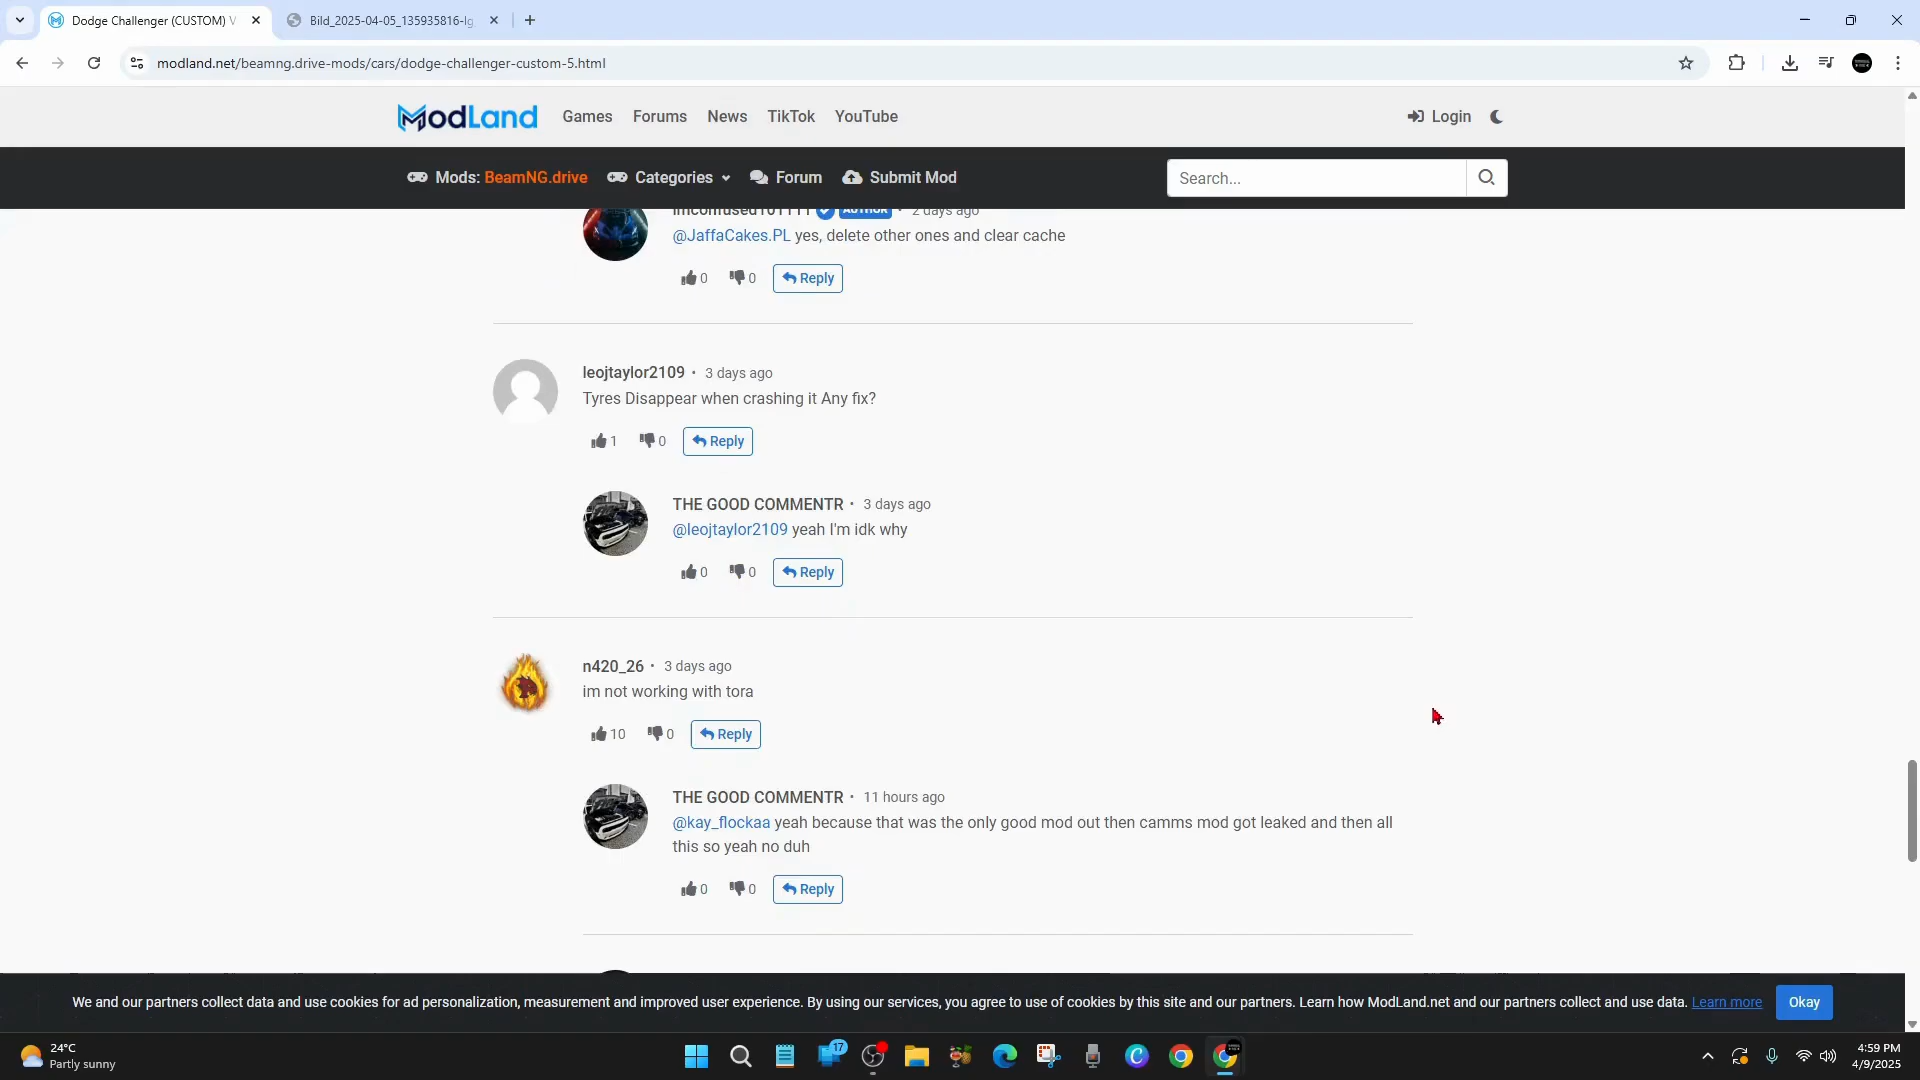 Dodge Challenger (CUSTOM) V
Bild_2025-04-05_135935816-lg
modland.net/beamng.drive-mods/cars/dodge-challenger-custom-5.html
ModLand
Games
Forums
News
TikTok
YouTube
Login
Mods: BeamNG.drive
Categories
Forum
Submit Mod
Search...
imconfused101111 AUTHOR • 2 days ago
@JaffaCakes.PL yes, delete other ones and clear cache
0 0 Reply
leojtaylor2109 • 3 days ago
Tyres Disappear when crashing it Any fix?
1 0 Reply
THE GOOD COMMENTR • 3 days ago
@leojtaylor2109 yeah I'm idk why
0 0 Reply
n420_26 • 3 days ago
im not working with tora
10 0 Reply
THE GOOD COMMENTR • 11 hours ago
@kay_flockaa yeah because that was the only good mod out then camms mod got leaked and then all
this so yeah no duh
0 0 Reply
We and our partners collect data and use cookies for ad personalization, measurement and improved user experience. By using our services, you agree to use of cookies by this site and our partners. Learn how ModLand.net and our partners collect and use data. Learn more
Okay
24°C
Partly sunny
17
4:59 PM
4/9/2025